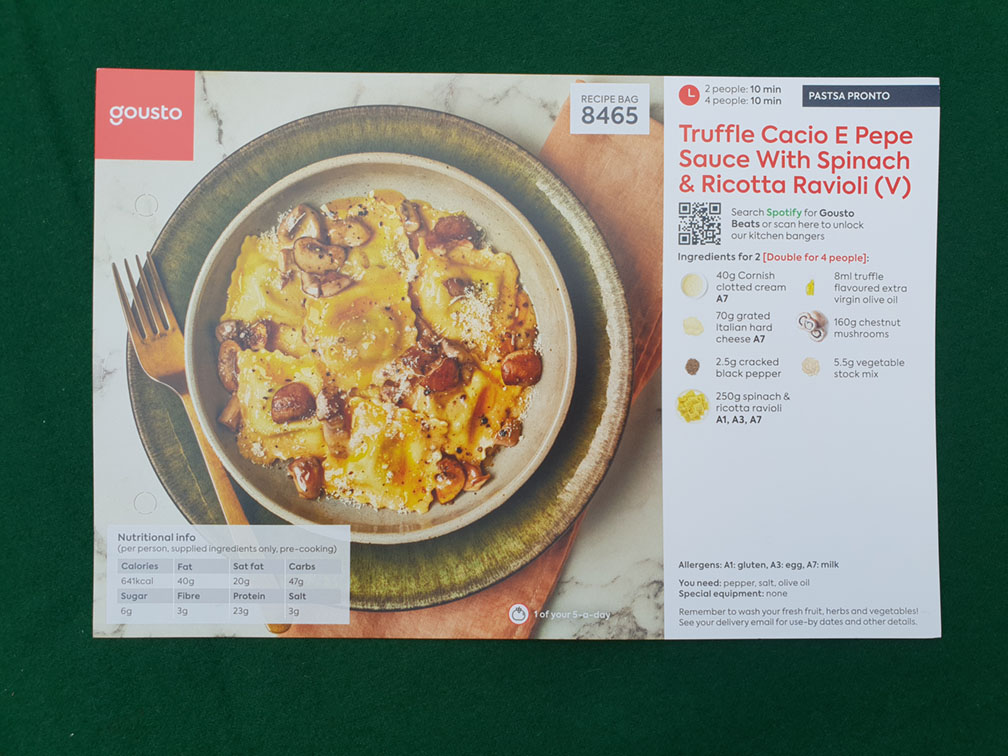 gousto
RECIPE BAG
8465
2 people: 10 min
4 people: 10 min
PASTSA PRONTO
Truffle Cacio E Pepe
Sauce With Spinach
& Ricotta Ravioli (V)
Search Spotify for Gousto
Beats or scan here to unlock
our kitchen bangers
Ingredients for 2 [Double for 4 people]:
40g Cornish
clotted cream
A7
8ml truffle
flavoured extra
virgin olive oil
70g grated
Italian hard
cheese A7
160g chestnut
mushrooms
2.5g cracked
black pepper
5.5g vegetable
stock mix
250g spinach &
ricotta ravioli
A1, A3, A7
Allergens: A1: gluten, A3: egg, A7: milk
You need: pepper, salt, olive oil
Special equipment: none
Remember to wash your fresh fruit, herbs and vegetables!
See your delivery email for use-by dates and other details.
Nutritional info
(per person, supplied ingredients only, pre-cooking)
Calories Fat Sat fat Carbs
641kcal 40g 20g 47g
Sugar Fibre Protein Salt
6g 3g 23g 3g
1 of your 5-a-day